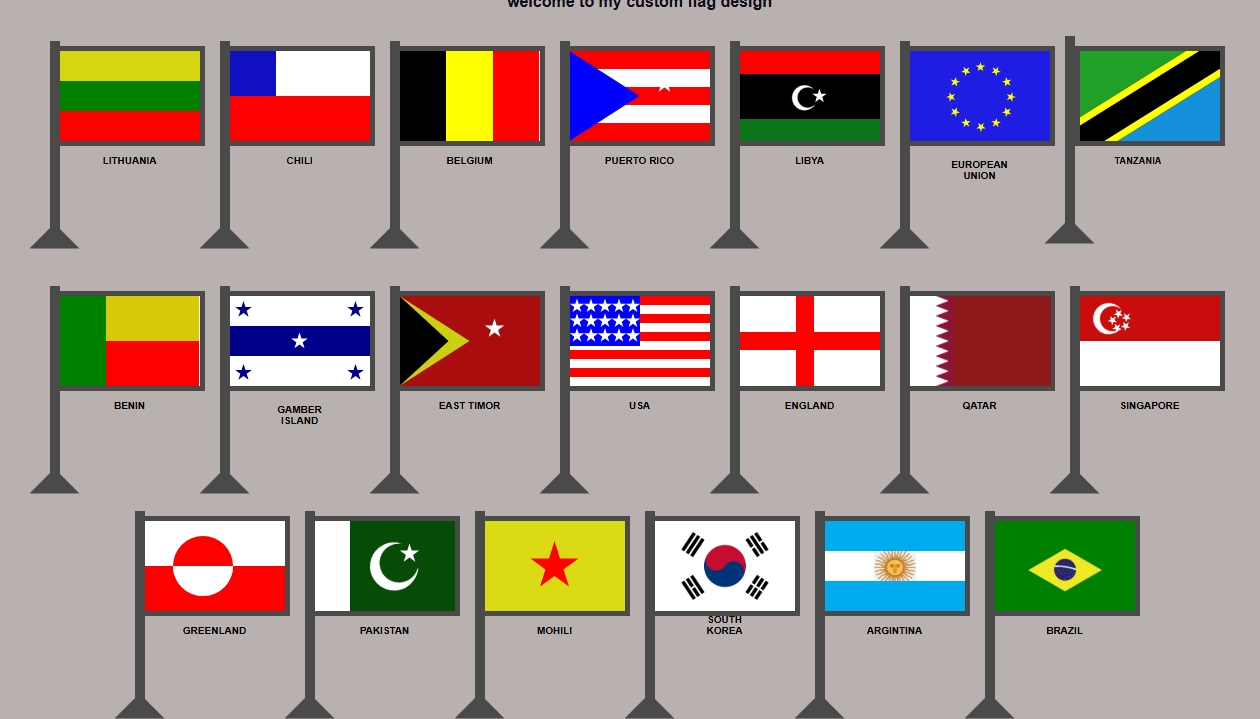 welcome to my custom flag design
LITHUANIA
CHILI
BELGIUM
PUERTO RICO
LIBYA
EUROPEAN
UNION
TANZANIA
BENIN
GAMBER
ISLAND
EAST TIMOR
USA
ENGLAND
QATAR
SINGAPORE
GREENLAND
PAKISTAN
MOHILI
SOUTH
KOREA
ARGINTINA
BRAZIL